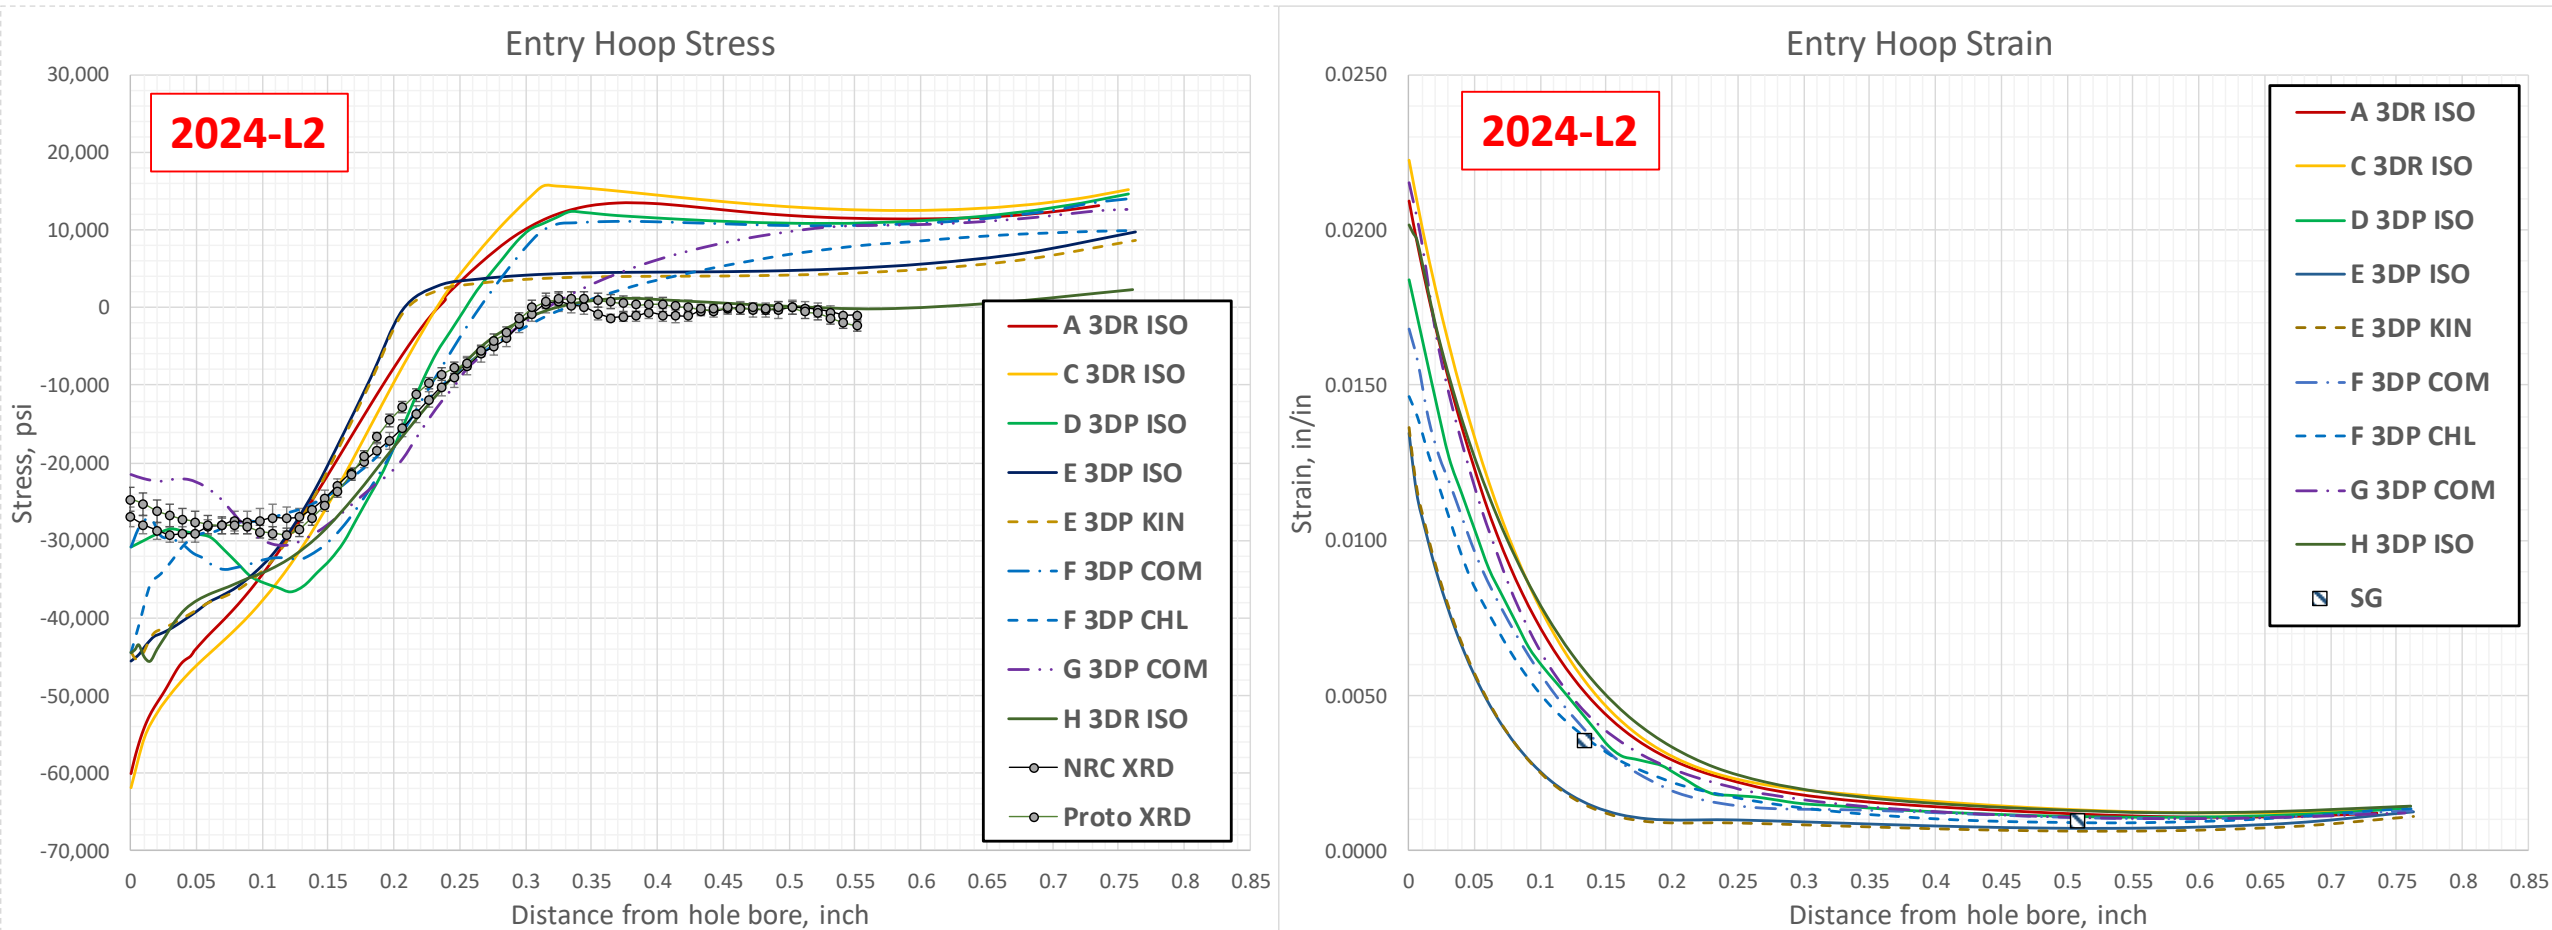 Entry Hoop Stress
30,000
20,000
10,000
0
-10,000
-20,000
-30,000
-40,000
-50,000
-60,000
-70,000
Stress, psi
2024-L2
A 3DR ISO
C 3DR ISO
D 3DP ISO
E 3DP ISO
E 3DP KIN
F 3DP COM
F 3DP CHL
G 3DP COM
H 3DR ISO
NRC XRD
Proto XRD
0 0.05 0.1 0.15 0.2 0.25 0.3 0.35 0.4 0.45 0.5 0.55 0.6 0.65 0.7 0.75 0.8 0.85
Distance from hole bore, inch
Entry Hoop Strain
0.0250
0.0200
0.0150
0.0100
0.0050
0.0000
Strain, in/in
2024-L2
A 3DR ISO
C 3DR ISO
D 3DP ISO
E 3DP ISO
E 3DP KIN
F 3DP COM
F 3DP CHL
G 3DP COM
H 3DP ISO
SG
0 0.05 0.1 0.15 0.2 0.25 0.3 0.35 0.4 0.45 0.5 0.55 0.6 0.65 0.7 0.75 0.8 0.85
Distance from hole bore, inch